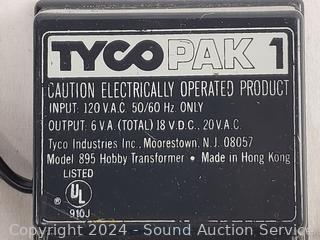 TYCO PAK 1
CAUTION ELECTRICALLY OPERATED PRODUCT
INPUT: 120 V.A.C. 50/60 Hz. ONLY
OUTPUT: 6 V.A. (TOTAL) 18 V.D.C., 20 V.A.C.
Tyco Industries Inc., Moorestown, N.J. 08057
Model 895 Hobby Transformer • Made in Hong Kong
LISTED
UL
®
910J
Copyright 2024 - Sound Auction Service